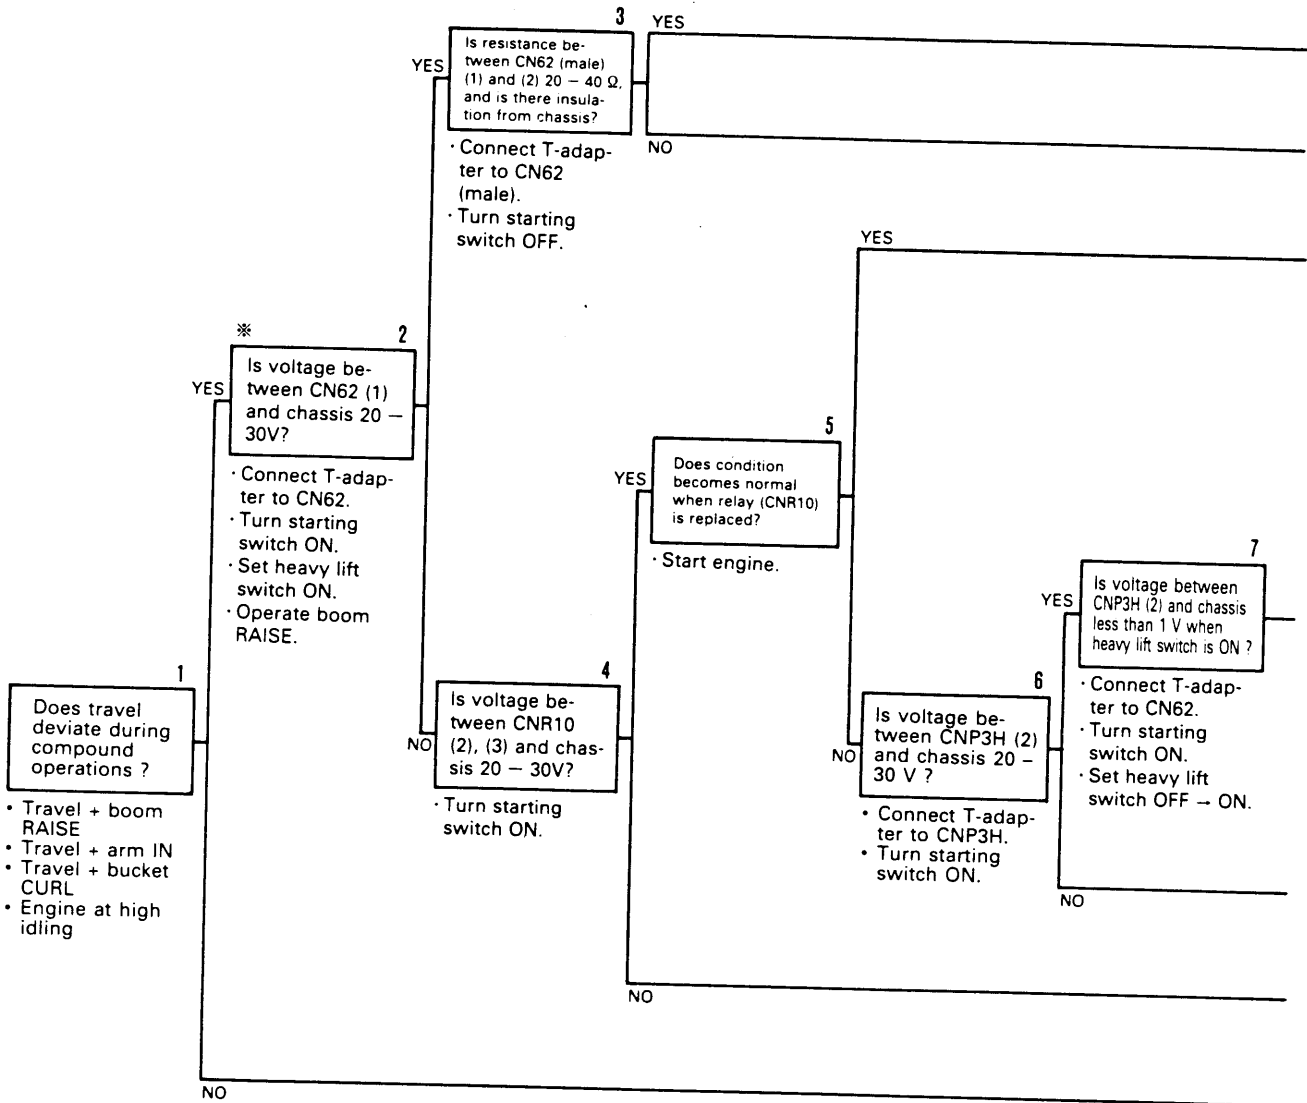 3
YES
Is resistance be-
tween CN62 (male)
(1) and (2) 20 – 40 Ω,
and is there insula-
tion from chassis?
YES
NO
· Connect T-adap-
ter to CN62
(male).
· Turn starting
switch OFF.
YES
※
2
Is voltage be-
tween CN62 (1)
and chassis 20 –
30V?
YES
· Connect T-adap-
ter to CN62.
· Turn starting
switch ON.
· Set heavy lift
switch ON.
· Operate boom
RAISE.
5
Does condition
becomes normal
when relay (CNR10)
is replaced?
YES
· Start engine.
7
Is voltage between
CNP3H (2) and chassis
less than 1 V when
heavy lift switch is ON ?
YES
· Connect T-adap-
ter to CN62.
· Turn starting
switch ON.
· Set heavy lift
switch OFF → ON.
1
Does travel
deviate during
compound
operations ?
• Travel + boom
RAISE
• Travel + arm IN
• Travel + bucket
CURL
• Engine at high
idling
4
Is voltage be-
tween CNR10
(2), (3) and chas-
sis 20 – 30V?
NO
· Turn starting
switch ON.
6
Is voltage be-
tween CNP3H (2)
and chassis 20 –
30 V ?
NO
• Connect T-adap-
ter to CNP3H.
• Turn starting
switch ON.
NO
NO
NO